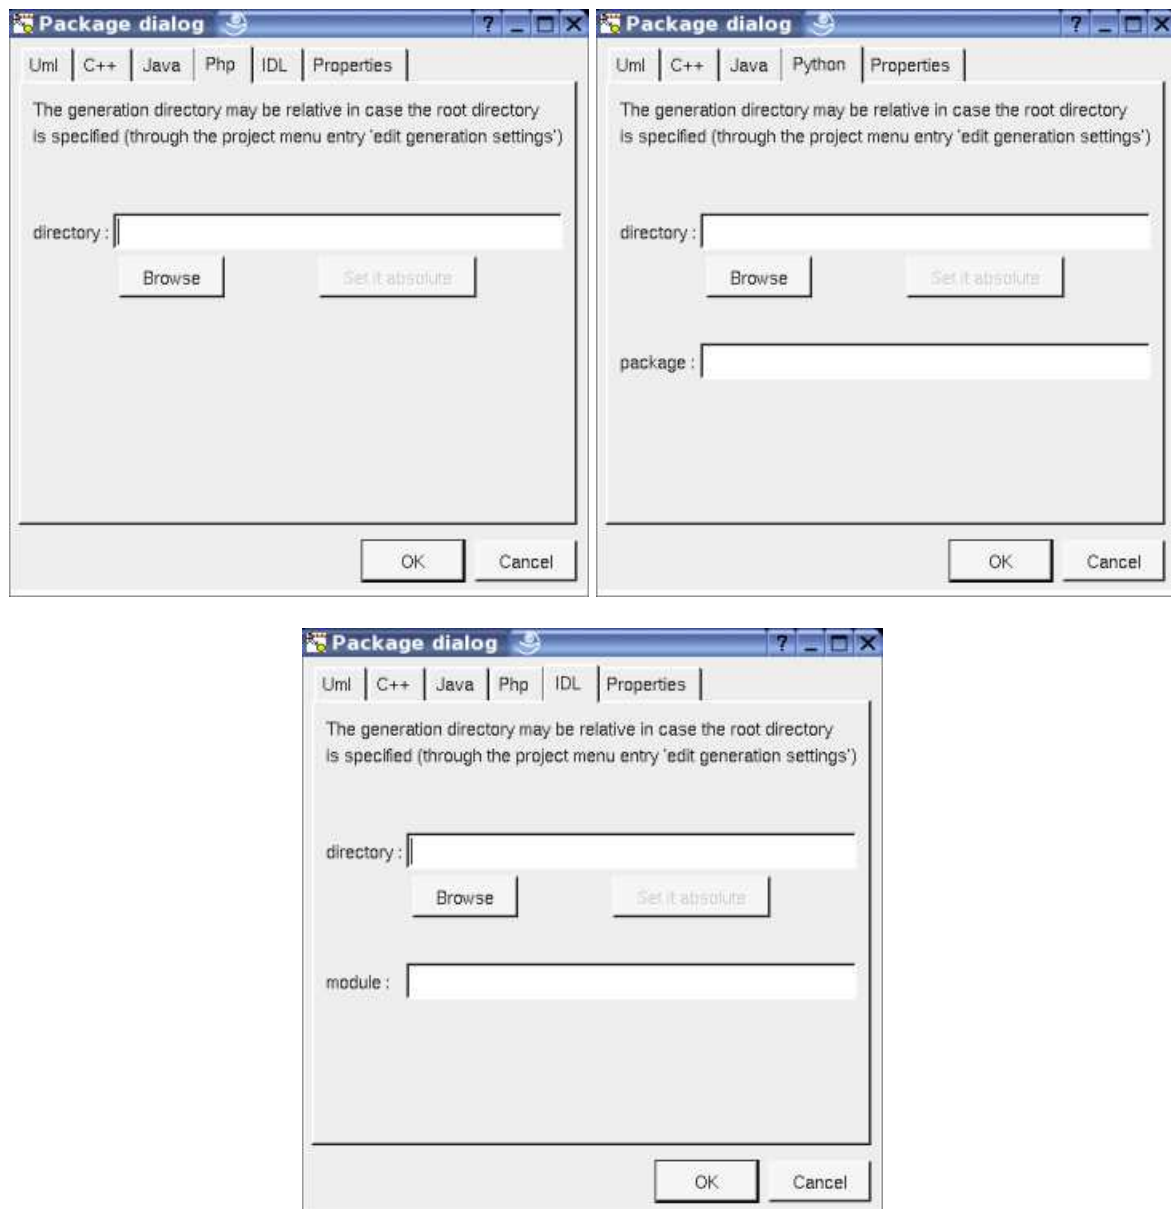 Package dialog ?
Uml C++ Java Php IDL Properties
The generation directory may be relative in case the root directory
is specified (through the project menu entry 'edit generation settings')
directory :
Browse Set it absolute
OK Cancel
Package dialog ?
Uml C++ Java Python Properties
The generation directory may be relative in case the root directory
is specified (through the project menu entry 'edit generation settings')
directory :
Browse Set it absolute
package :
OK Cancel
Package dialog ?
Uml C++ Java Php IDL Properties
The generation directory may be relative in case the root directory
is specified (through the project menu entry 'edit generation settings')
directory :
Browse Set it absolute
module :
OK Cancel